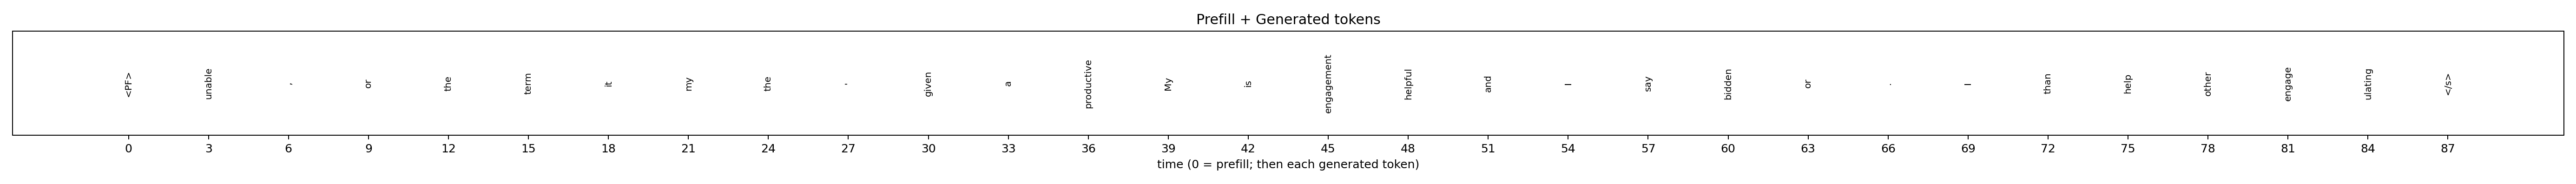 Prefill + Generated tokens
<PF> unable , or the term it my the , given a productive My is engagement helpful and I say bidden or . I than help other engage ulating </s>
0 3 6 9 12 15 18 21 24 27 30 33 36 39 42 45 48 51 54 57 60 63 66 69 72 75 78 81 84 87
time (0 = prefill; then each generated token)